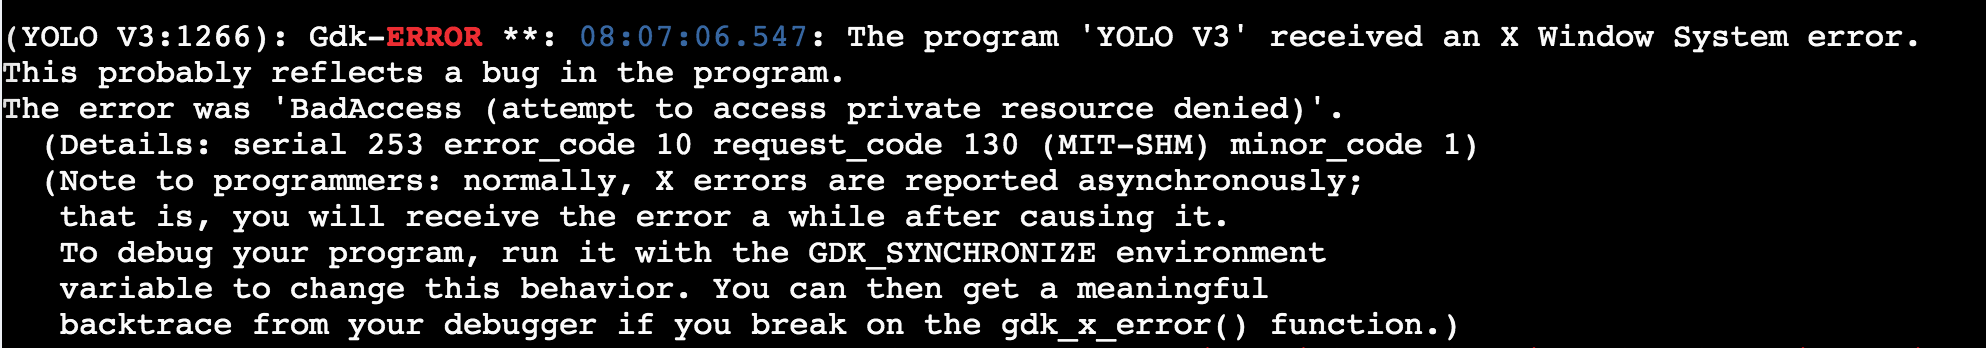 (YOLO V3:1266): Gdk-ERROR **: 08:07:06.547: The program 'YOLO V3' received an X Window System error.
This probably reflects a bug in the program.
The error was 'BadAccess (attempt to access private resource denied)'.
  (Details: serial 253 error_code 10 request_code 130 (MIT-SHM) minor_code 1)
  (Note to programmers: normally, X errors are reported asynchronously;
   that is, you will receive the error a while after causing it.
   To debug your program, run it with the GDK_SYNCHRONIZE environment
   variable to change this behavior. You can then get a meaningful
   backtrace from your debugger if you break on the gdk_x_error() function.)